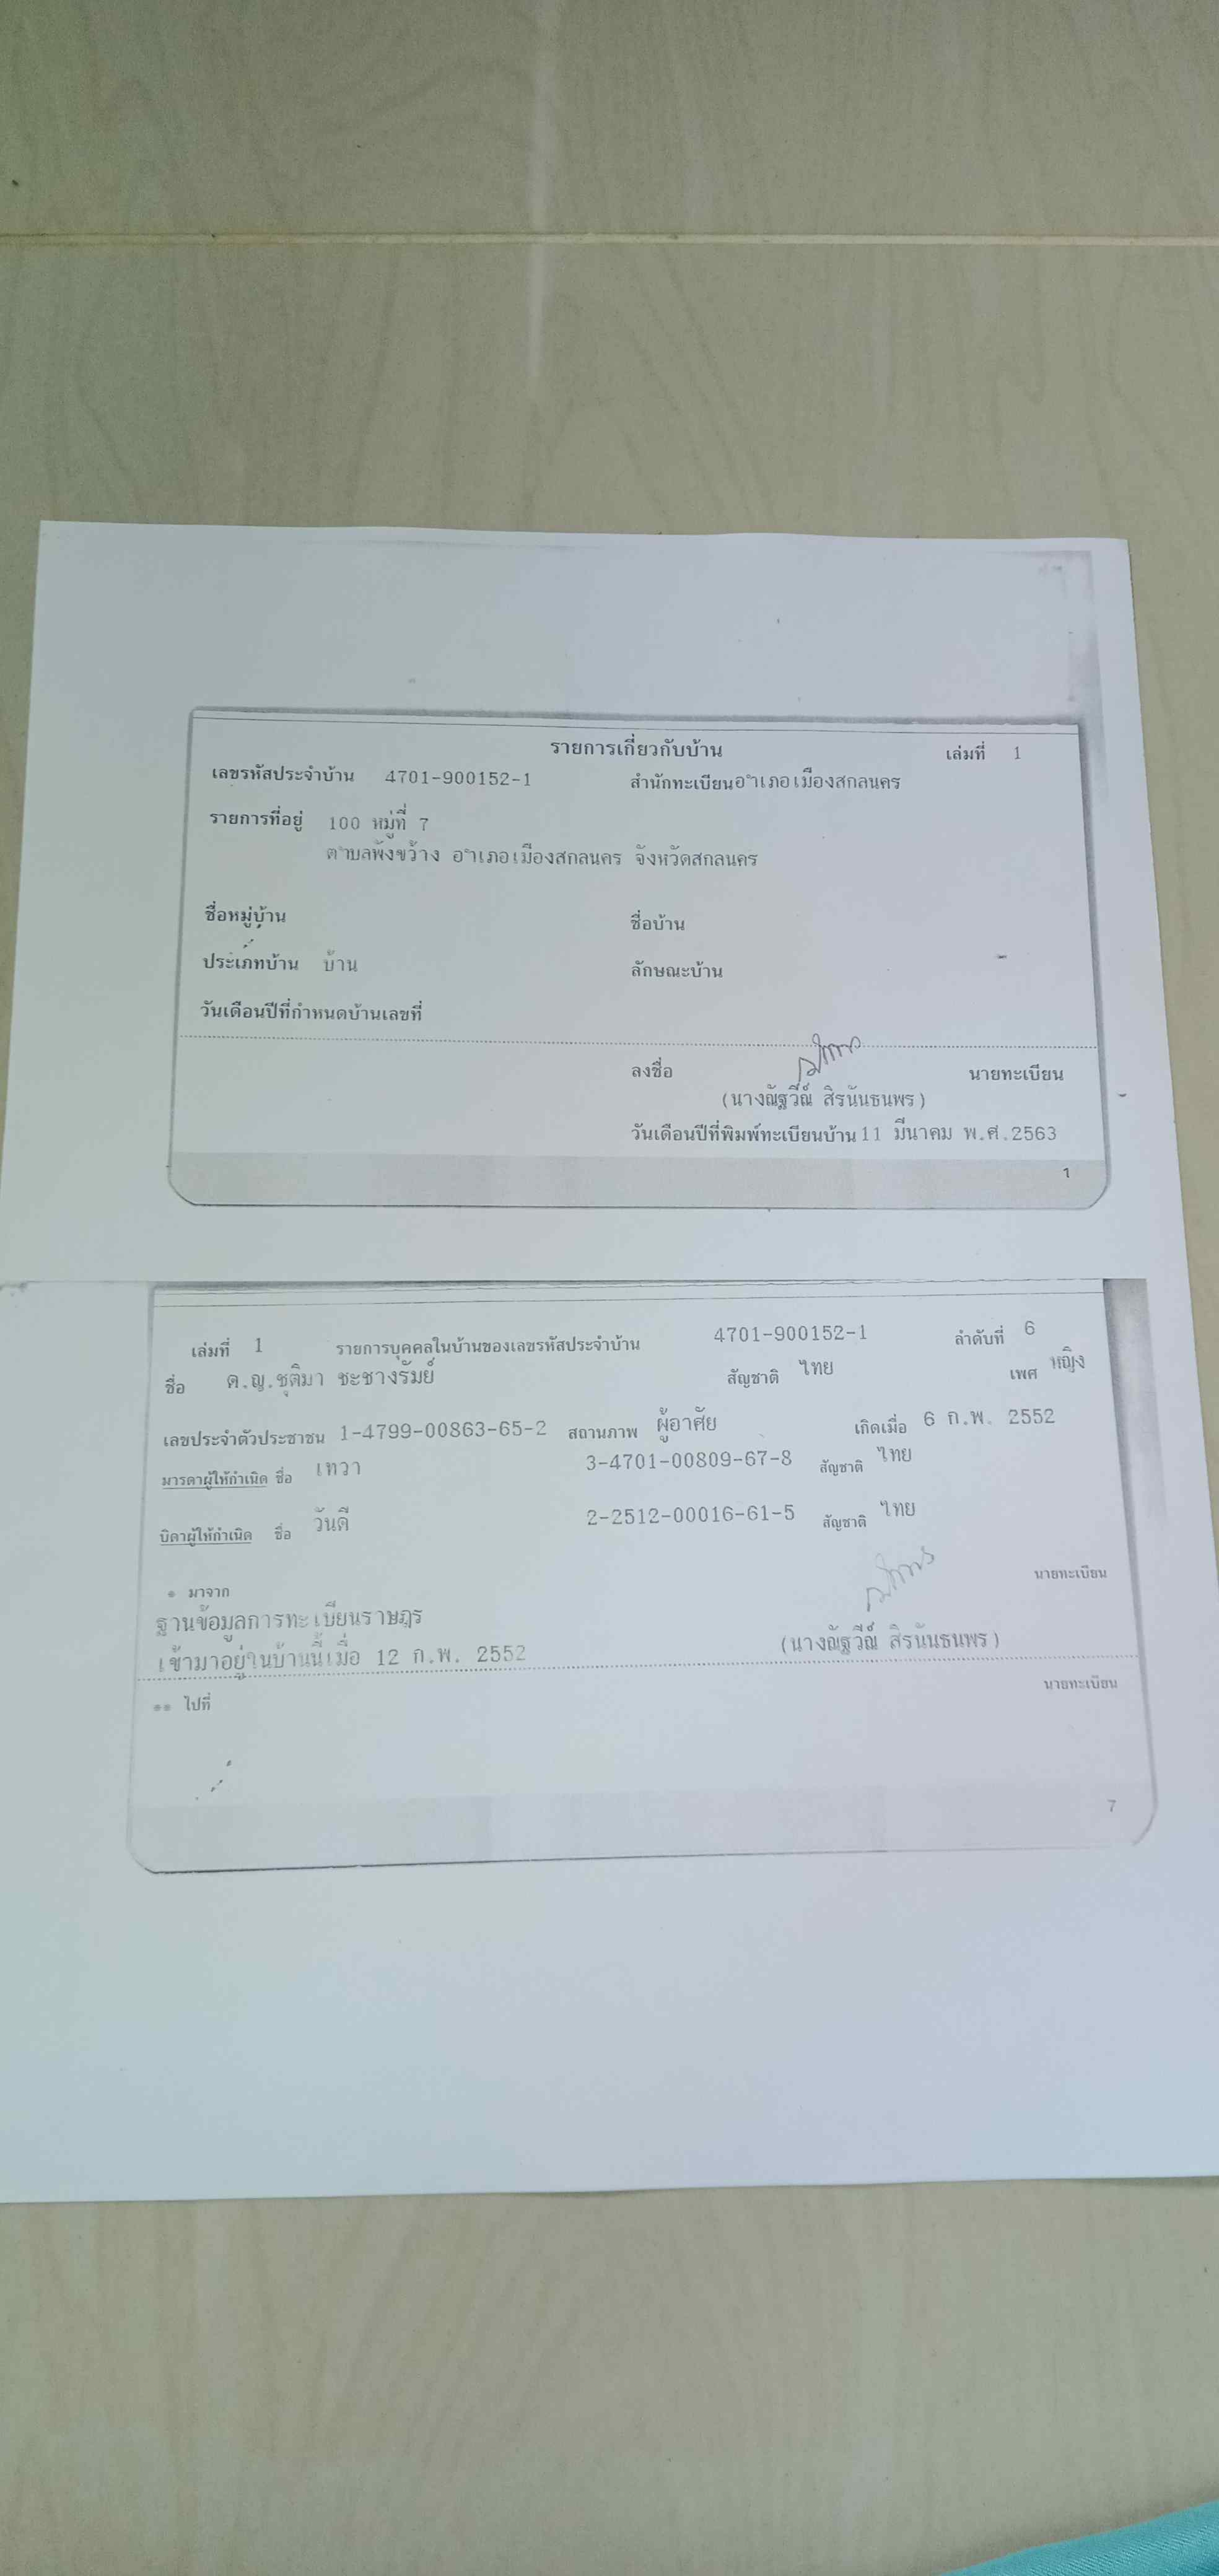 รายการเกี่ยวกับบ้าน เล่มที่ 1
เลขรหัสประจำบ้าน 4701-900152-1 สำนักทะเบียนอำเภอเมืองสกลนคร
รายการที่อยู่ 100 หมู่ที่ 7
ตำบลพังขว้าง อำเภอเมืองสกลนคร จังหวัดสกลนคร
ชื่อหมู่บ้าน ชื่อบ้าน
ประเภทบ้าน บ้าน ลักษณะบ้าน
วันเดือนปีที่กำหนดบ้านเลขที่
ลงชื่อ นายทะเบียน
(นางณัฐวีณ์ สิรนันธนพร)
วันเดือนปีที่พิมพ์ทะเบียนบ้าน 11 มีนาคม พ.ศ.2563
1
เล่มที่ 1 รายการบุคคลในบ้านของเลขรหัสประจำบ้าน 4701-900152-1 ลำดับที่ 6
ชื่อ ด.ญ.ชุติมา ชะชางรัมย์ สัญชาติ ไทย เพศ หญิง
เลขประจำตัวประชาชน 1-4799-00863-65-2 สถานภาพ ผู้อาศัย เกิดเมื่อ 6 ก.พ. 2552
มารดาผู้ให้กำเนิด ชื่อ เทวา 3-4701-00809-67-8 สัญชาติ ไทย
บิดาผู้ให้กำเนิด ชื่อ วันดี 2-2512-00016-61-5 สัญชาติ ไทย
* มาจาก นายทะเบียน
ฐานข้อมูลการทะเบียนราษฎร
เข้ามาอยู่ในบ้านนี้เมื่อ 12 ก.พ. 2552 (นางณัฐวีณ์ สิรนันธนพร)
** ไปที่ นายทะเบียน
7